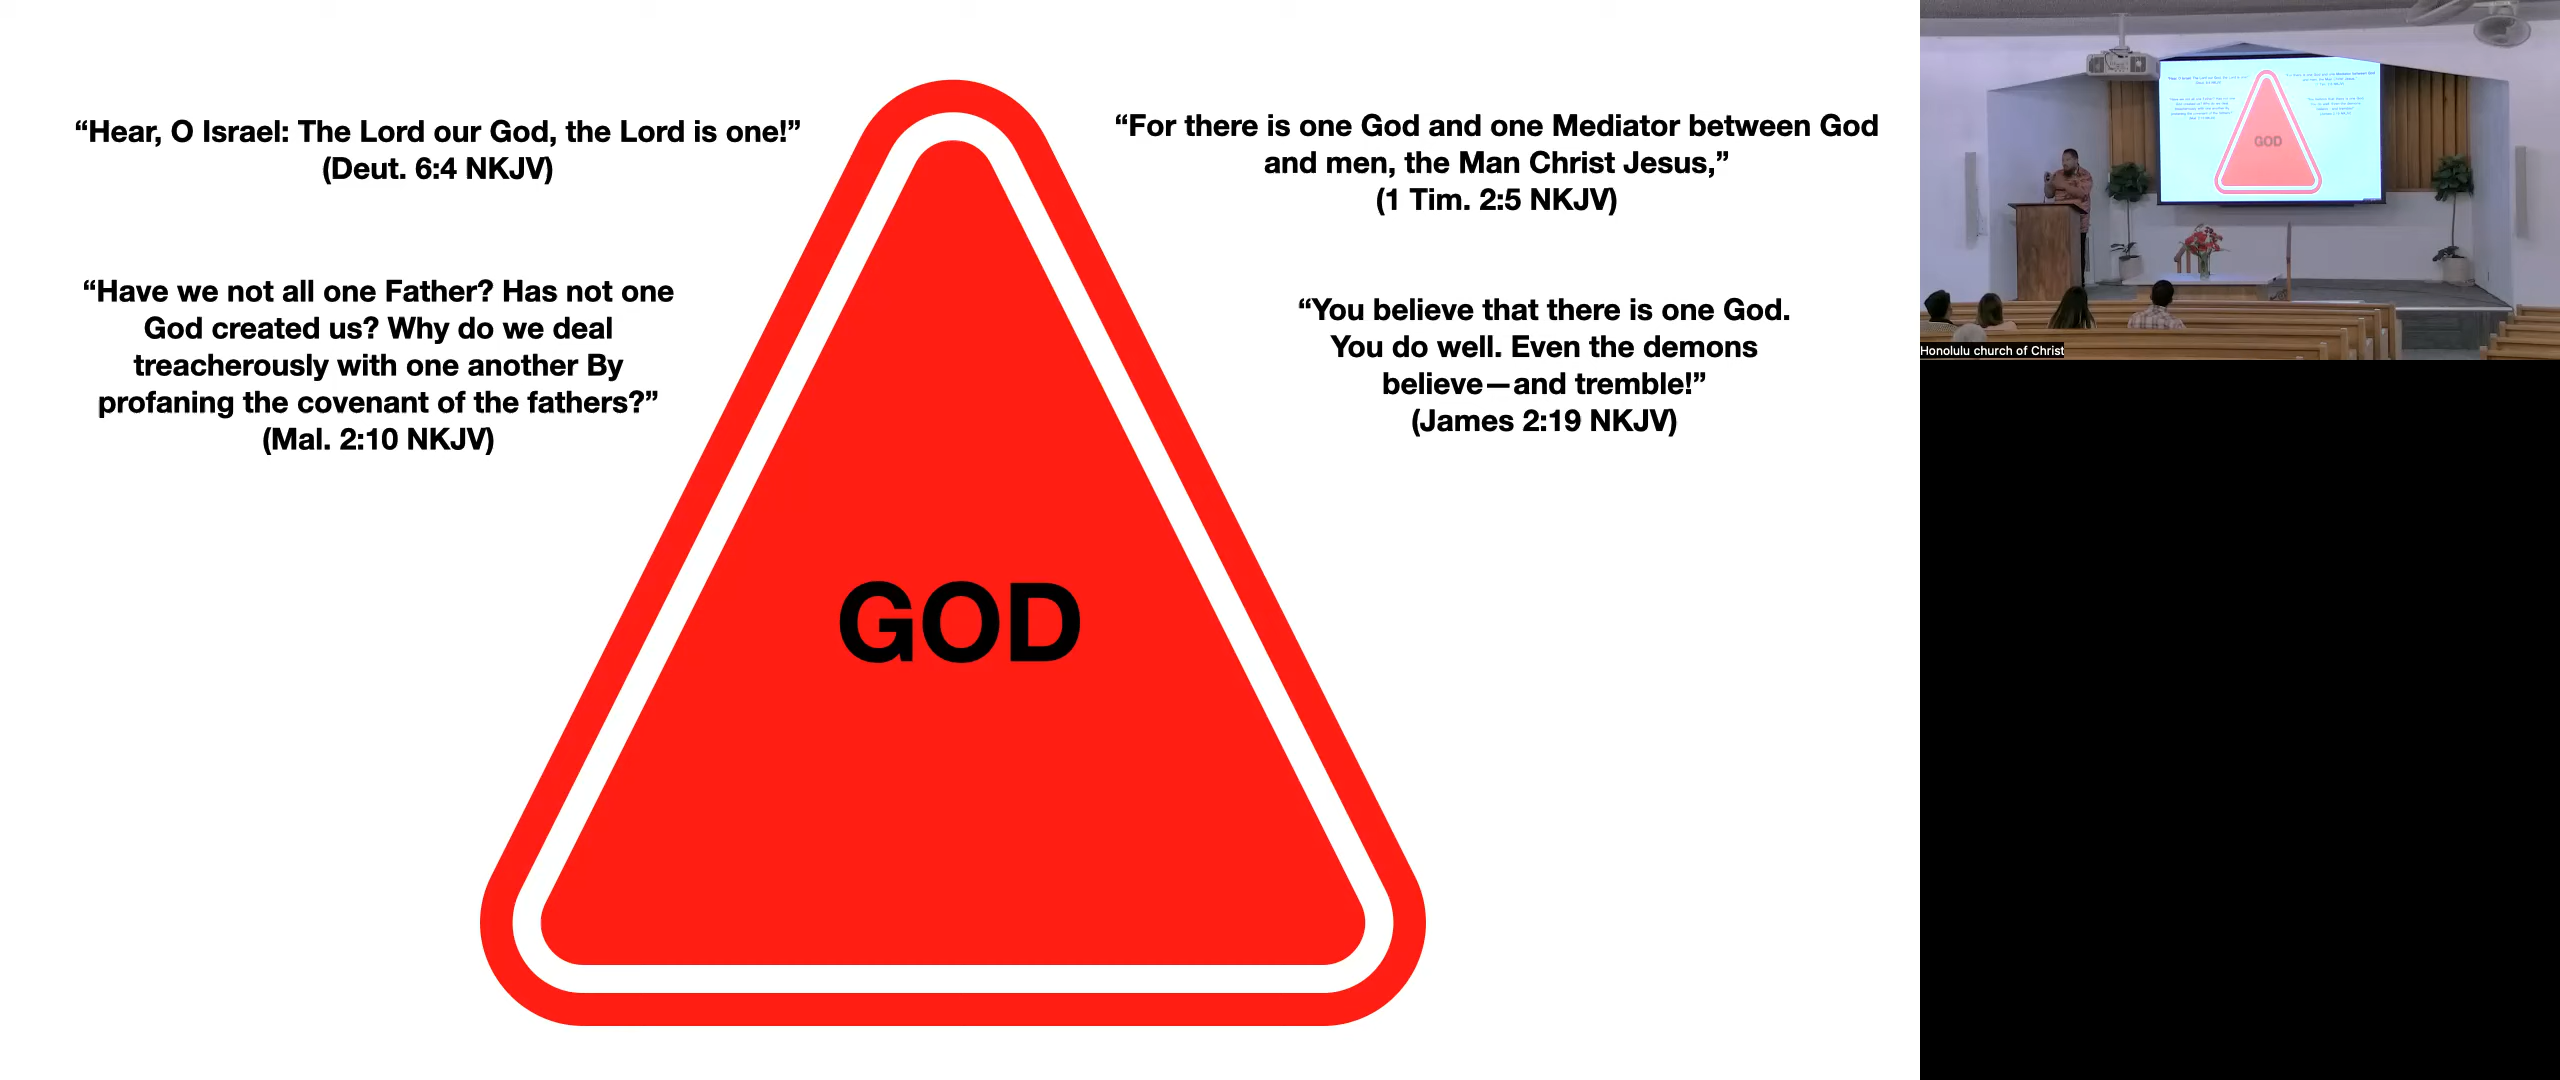 “Hear, O Israel: The Lord our God, the Lord is one!”
(Deut. 6:4 NKJV)
“Have we not all one Father? Has not one
God created us? Why do we deal
treacherously with one another By
profaning the covenant of the fathers?”
(Mal. 2:10 NKJV)
“For there is one God and one Mediator between God
and men, the Man Christ Jesus,”
(1 Tim. 2:5 NKJV)
“You believe that there is one God.
You do well. Even the demons
believe—and tremble!”
(James 2:19 NKJV)
GOD
GOD
Honolulu church of Christ